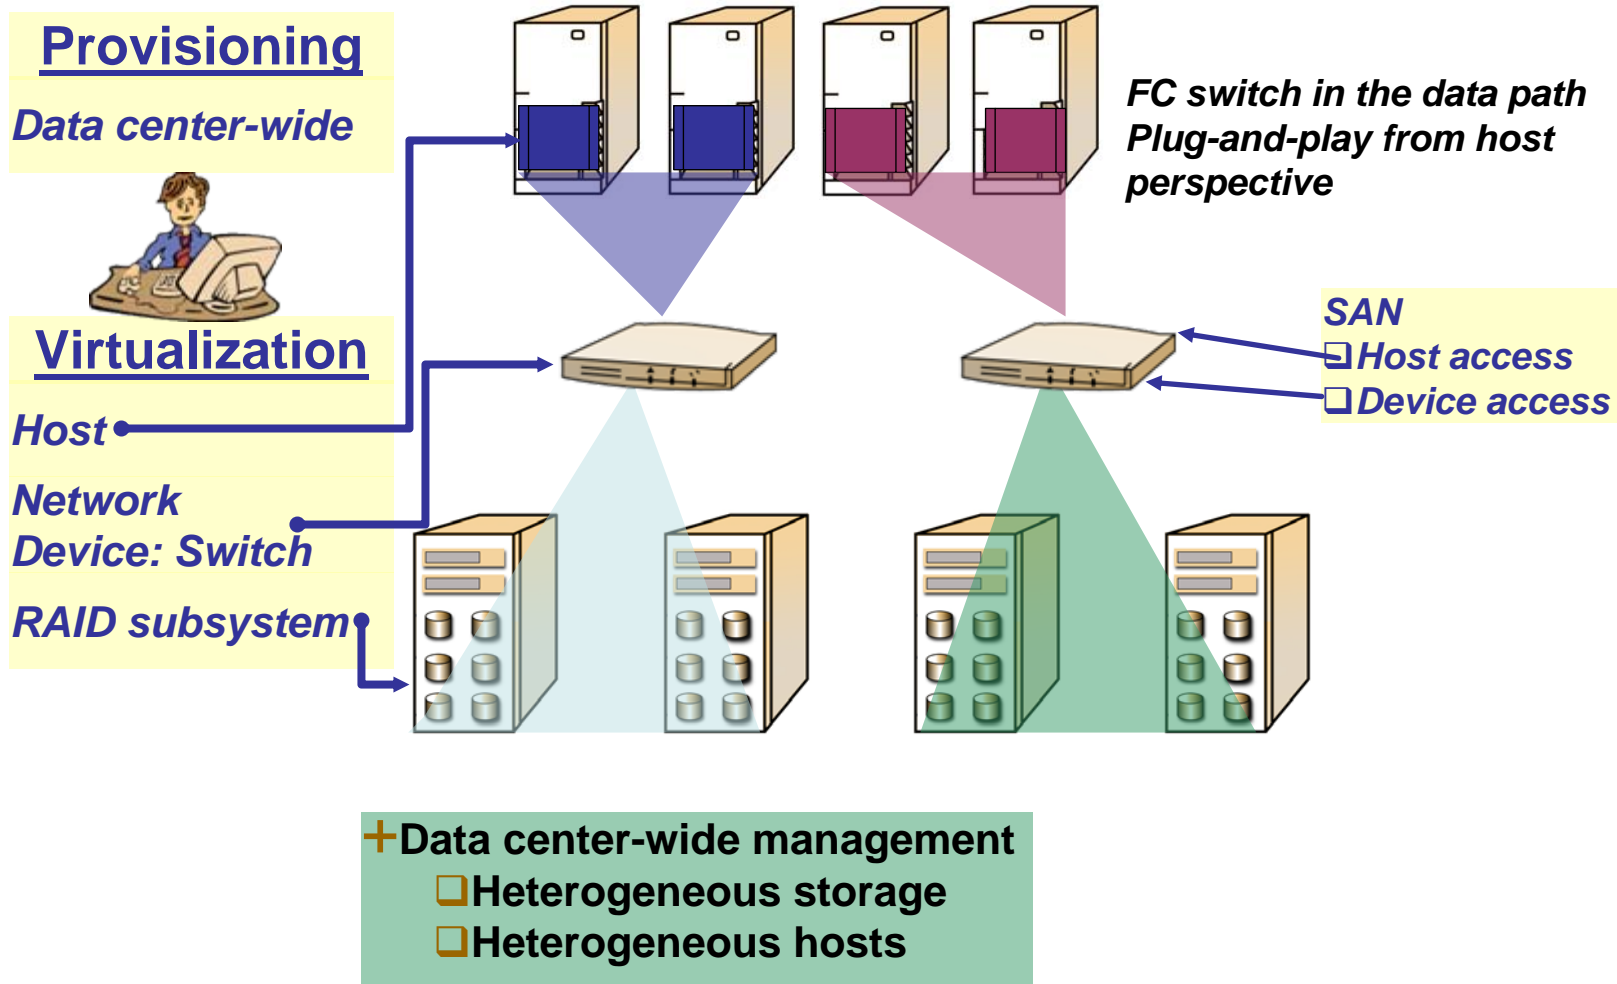 Provisioning
Data center-wide
Virtualization
Host
Network
Device: Switch
RAID subsystem
FC switch in the data path
Plug-and-play from host
perspective
SAN
❑Host access
❑Device access
+Data center-wide management
❑Heterogeneous storage
❑Heterogeneous hosts